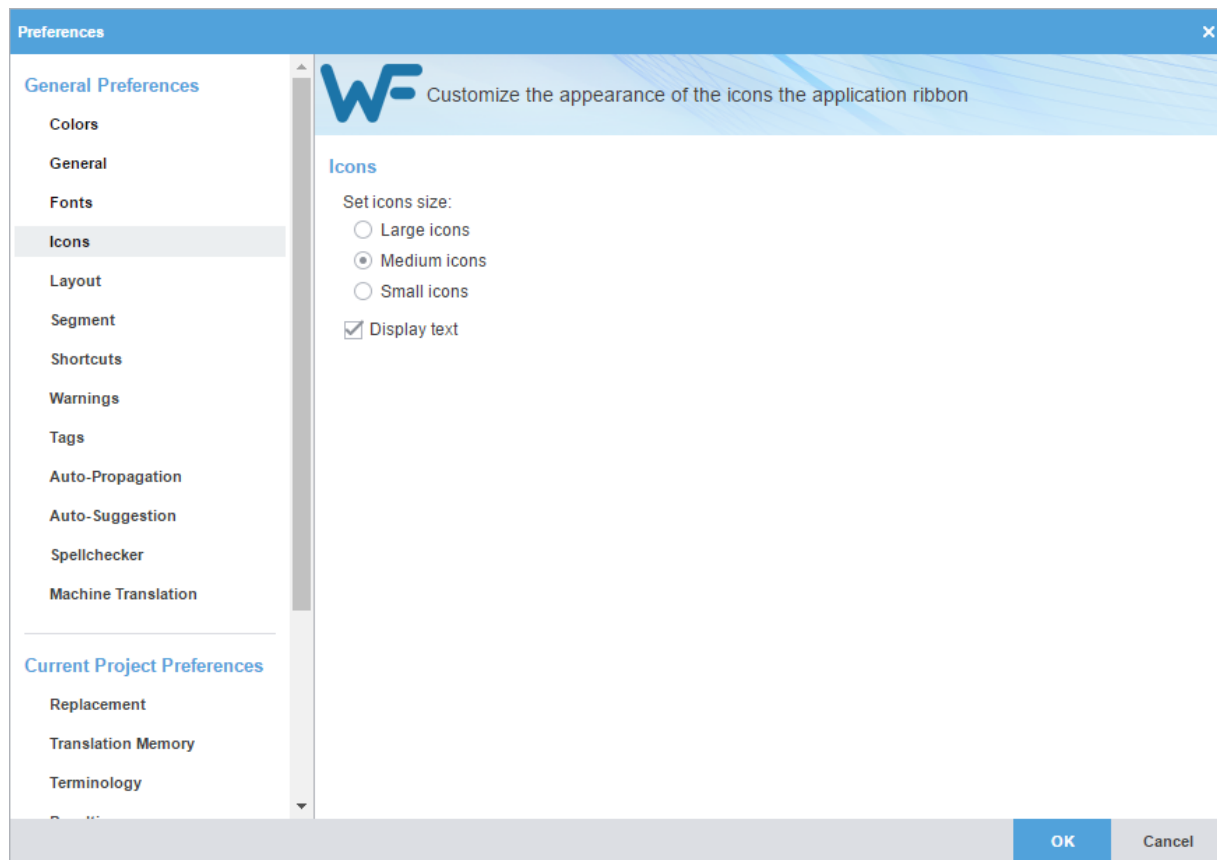 Preferences
General Preferences
Colors
General
Fonts
Icons
Layout
Segment
Shortcuts
Warnings
Tags
Auto-Propagation
Auto-Suggestion
Spellchecker
Machine Translation
Current Project Preferences
Replacement
Translation Memory
Terminology
WF Customize the appearance of the icons the application ribbon
Icons
Set icons size:
Large icons
Medium icons
Small icons
Display text
OK Cancel